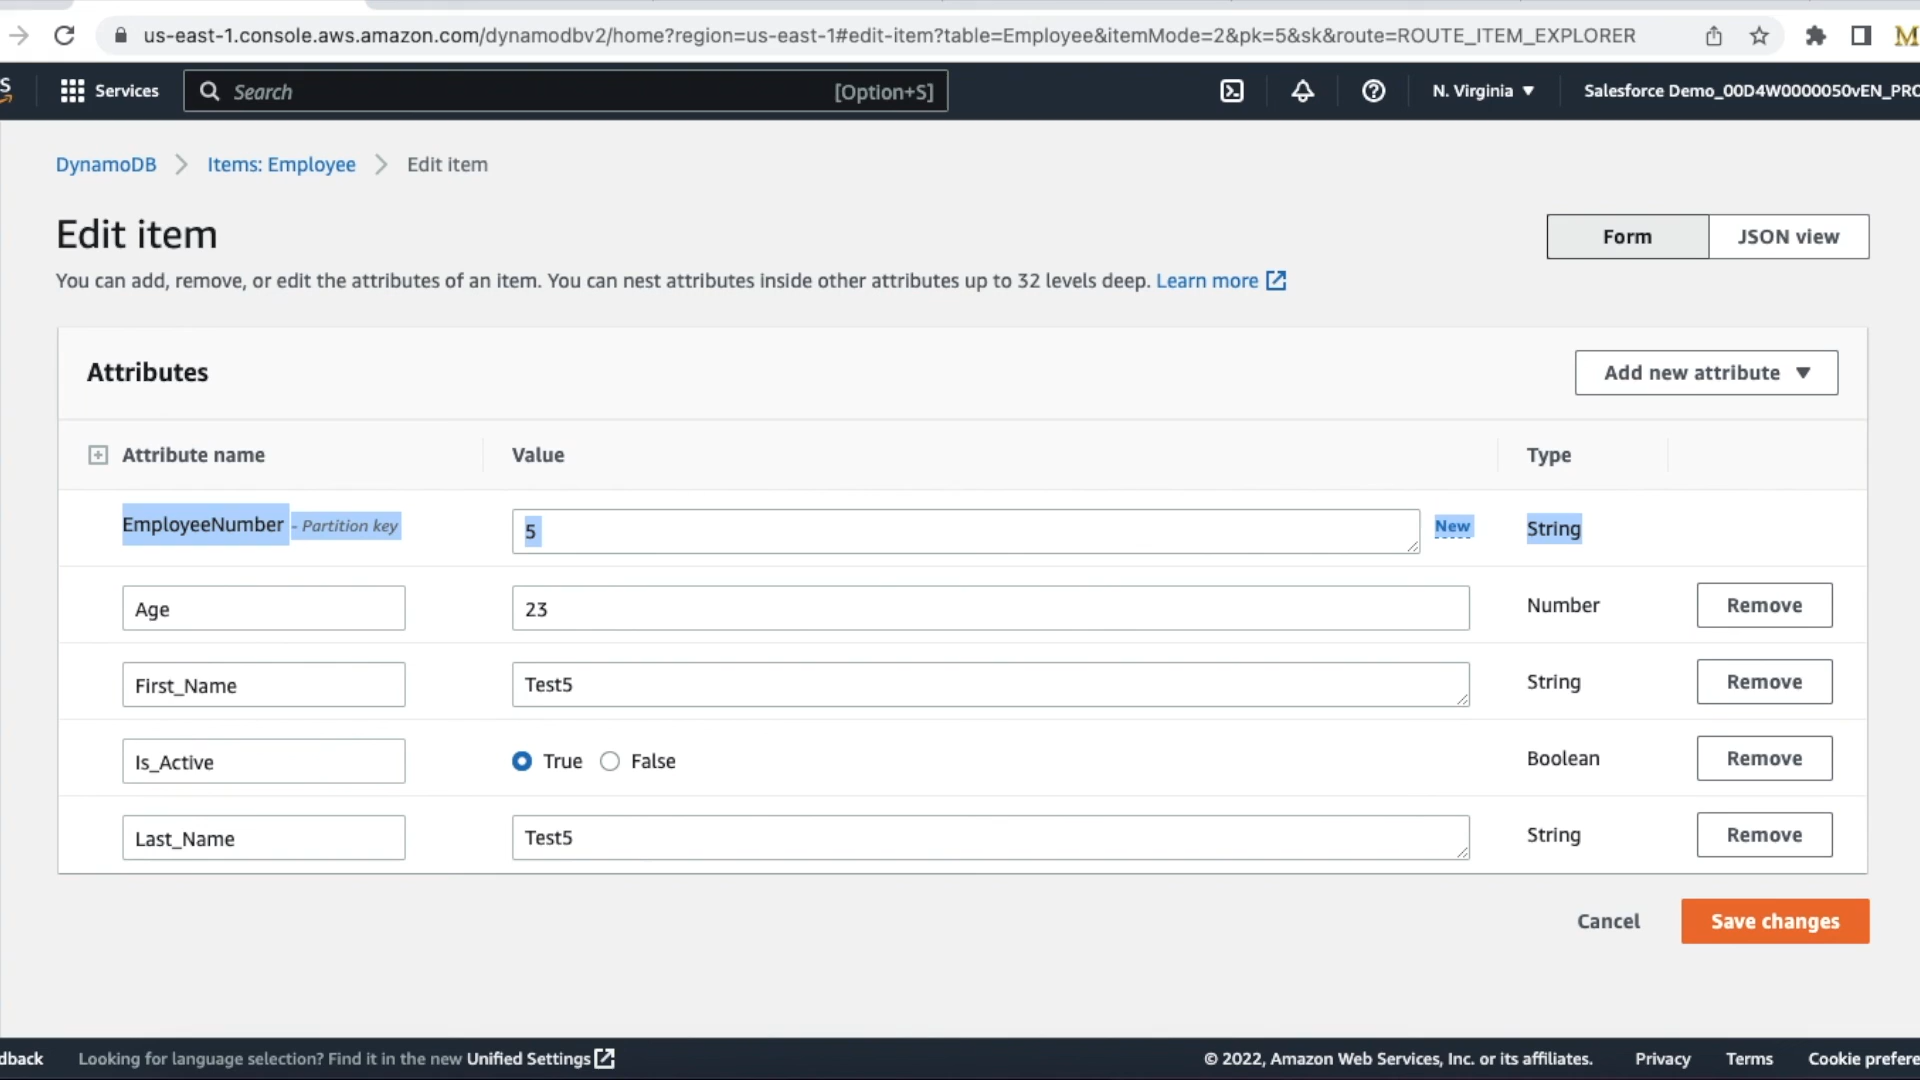 us-east-1.console.aws.amazon.com/dynamodbv2/home?region=us-east-1#edit-item?table=Employee&itemMode=2&pk=5&sk&route=ROUTE_ITEM_EXPLORER
Services Search [Option+S] N. Virginia ▼ Salesforce Demo_00D4W0000050vEN_PRO
DynamoDB > Items: Employee > Edit item
Edit item
Form JSON view
You can add, remove, or edit the attributes of an item. You can nest attributes inside other attributes up to 32 levels deep. Learn more
Attributes
Add new attribute ▼
Attribute name Value Type
EmployeeNumber - Partition key 5 New String
Age 23 Number Remove
First_Name Test5 String Remove
Is_Active True False Boolean Remove
Last_Name Test5 String Remove
Cancel Save changes
dback Looking for language selection? Find it in the new Unified Settings © 2022, Amazon Web Services, Inc. or its affiliates. Privacy Terms Cookie prefere